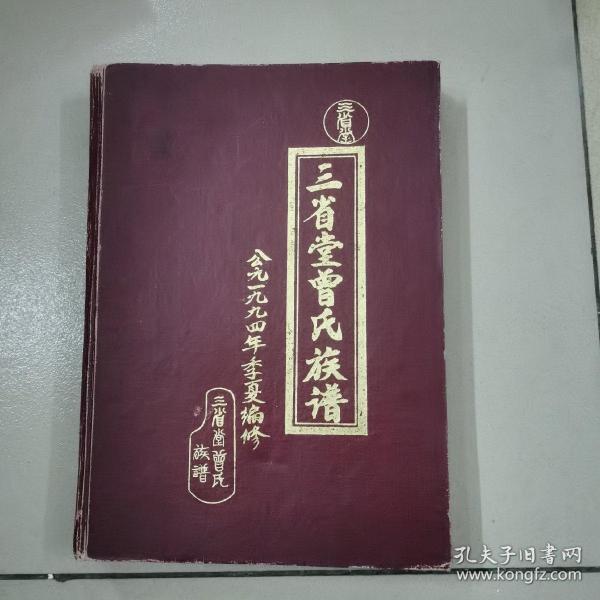 三省堂
三省堂曾氏族谱
公元一九九四年季夏编修
三省堂曾氏
族谱
孔夫子旧书网
www.kongfz.com